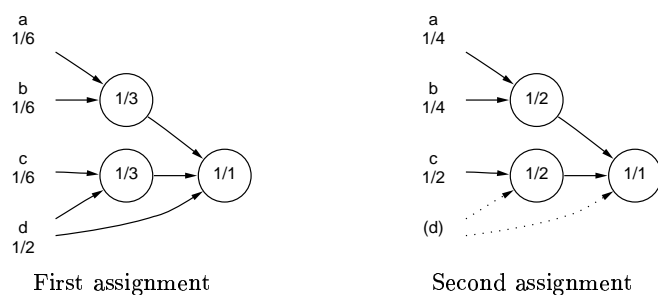 a
1/6
b
1/6
1/3
c
1/6
1/3
1/1
d
1/2
First assignment
a
1/4
b
1/4
1/2
c
1/2
1/2
1/1
(d)
Second assignment